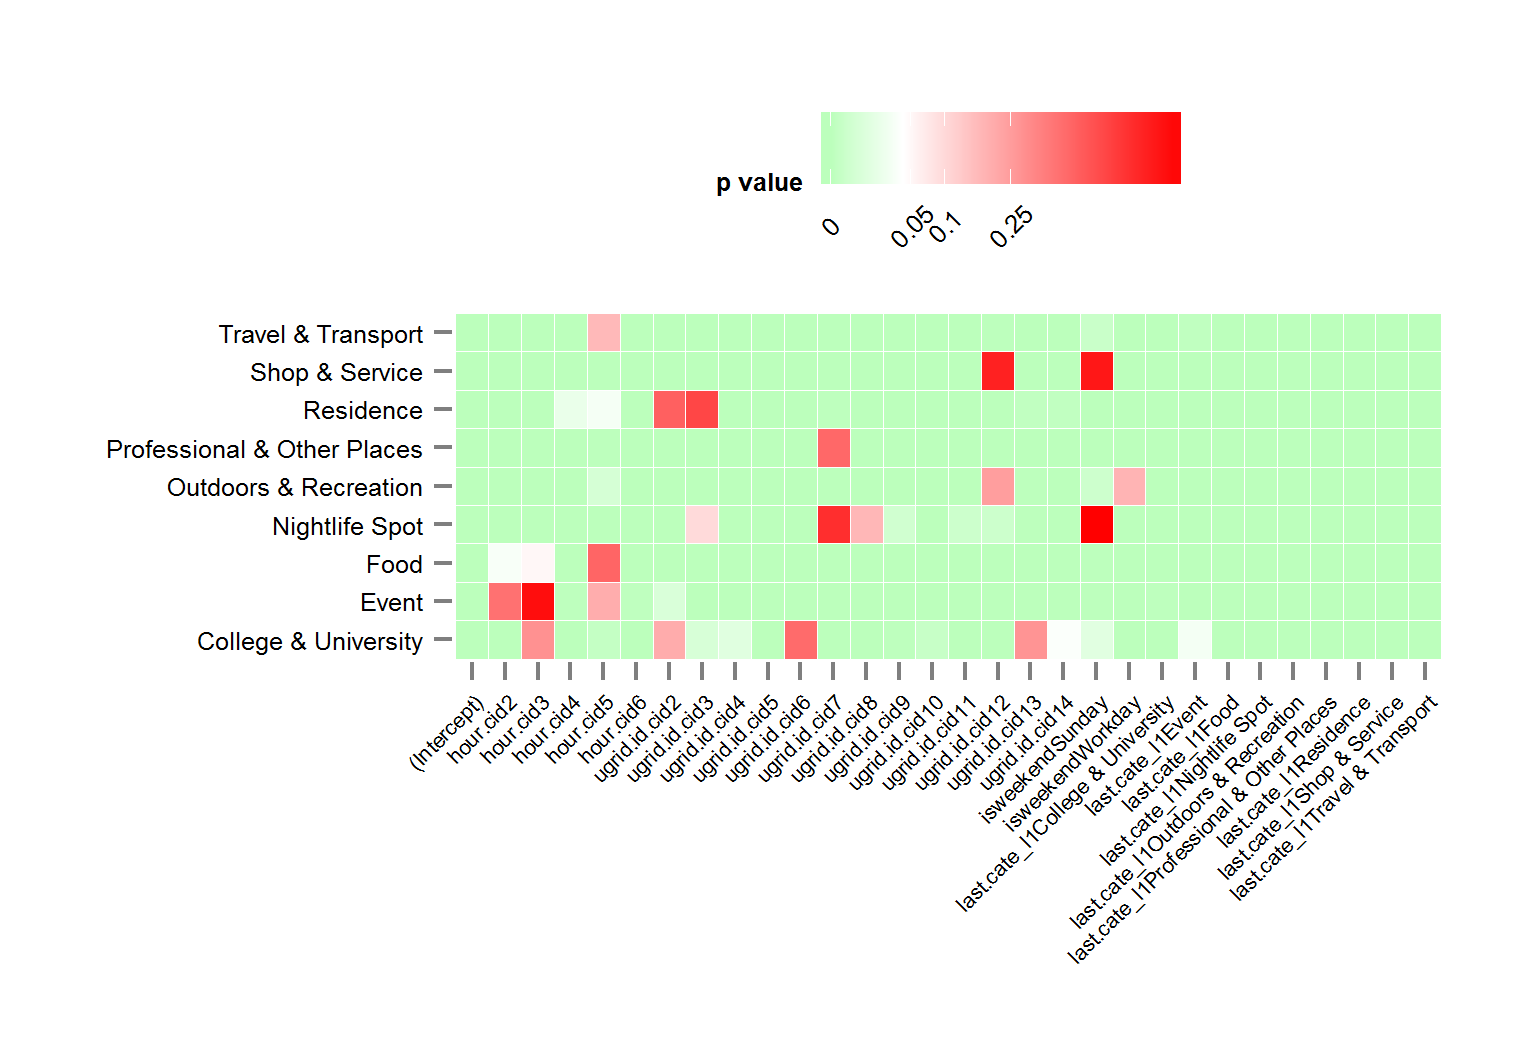 p value
0
0.05
0.1
0.25
Travel & Transport
Shop & Service
Residence
Professional & Other Places
Outdoors & Recreation
Nightlife Spot
Food
Event
College & University
(Intercept)
hour.cid2
hour.cid3
hour.cid4
hour.cid5
hour.cid6
ugrid.id.cid2
ugrid.id.cid3
ugrid.id.cid4
ugrid.id.cid5
ugrid.id.cid6
ugrid.id.cid7
ugrid.id.cid8
ugrid.id.cid9
ugrid.id.cid10
ugrid.id.cid11
ugrid.id.cid12
ugrid.id.cid13
ugrid.id.cid14
isweekendSunday
isweekendWorkday
last.cate_l1College & University
last.cate_l1Event
last.cate_l1Food
last.cate_l1Nightlife Spot
last.cate_l1Outdoors & Recreation
last.cate_l1Professional & Other Places
last.cate_l1Residence
last.cate_l1Shop & Service
last.cate_l1Travel & Transport